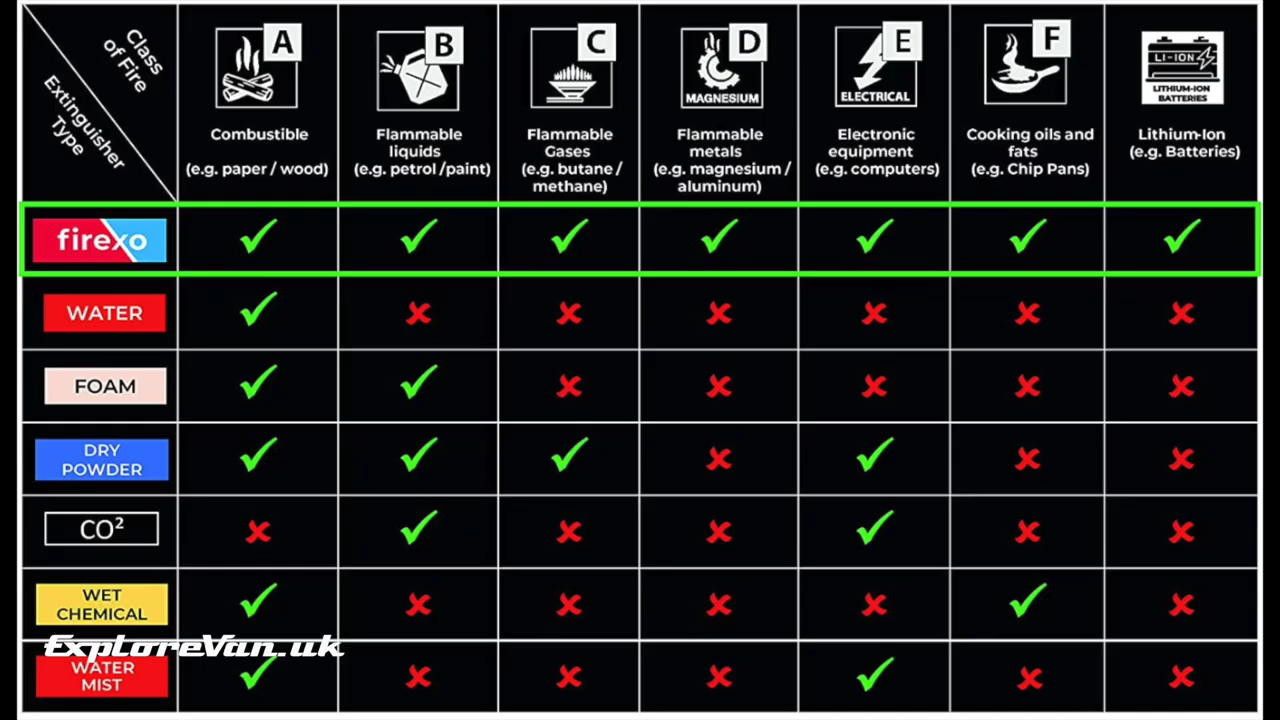 Class
of Fire
Extinguisher
Type
A
Combustible
(e.g. paper / wood)
B
Flammable
liquids
(e.g. petrol /paint)
C
Flammable
Gases
(e.g. butane /
methane)
D
MAGNESIUM
Flammable
metals
(e.g. magnesium /
aluminum)
E
ELECTRICAL
Electronic
equipment
(e.g. computers)
F
Cooking oils and
fats
(e.g. Chip Pans)
LI-ION
LITHIUM-ION
BATTERIES
Lithium-Ion
(e.g. Batteries)
firexo
WATER
FOAM
DRY
POWDER
CO²
WET
CHEMICAL
ExploreVan.uk
WATER
MIST